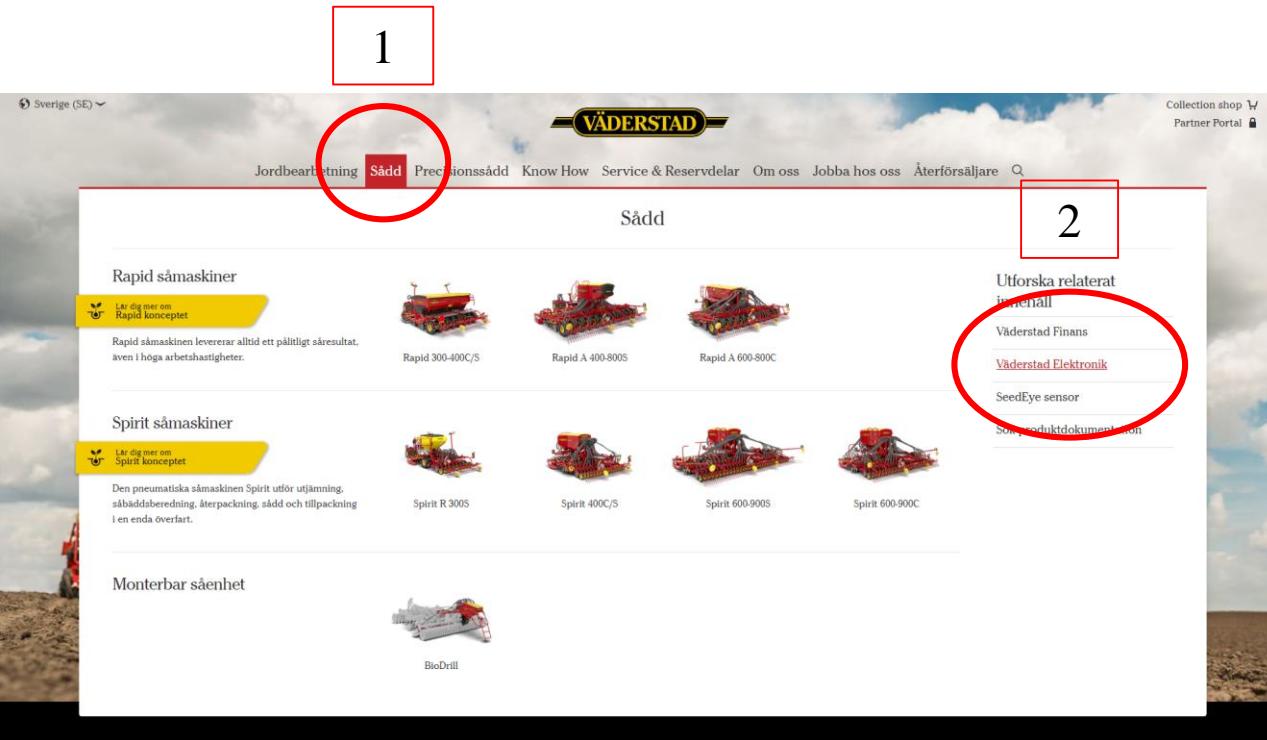 1
Sverige (SE)
VÄDERSTAD
Collection shop
Partner Portal
Jordbearbetning Sådd Precisionssådd Know How Service & Reservdelar Om oss Jobba hos oss Återförsäljare
Sådd
2
Rapid såmaskiner
Lär dig mer om
Rapid konceptet
Rapid såmaskinen levererar alltid ett pålitligt såresultat,
även i höga arbetshastigheter.
Rapid 300-400C/S
Rapid A 400-800S
Rapid A 600-800C
Utforska relaterat
innehåll
Väderstad Finans
Väderstad Elektronik
SeedEye sensor
Sök produktdokumentation
Spirit såmaskiner
Lär dig mer om
Spirit konceptet
Den pneumatiska såmaskinen Spirit utför utjämning,
såbäddsberedning, återpackning, sådd och tillpackning
i en enda överfart.
Spirit R 300S
Spirit 400C/S
Spirit 600-900S
Spirit 600-900C
Monterbar såenhet
BioDrill